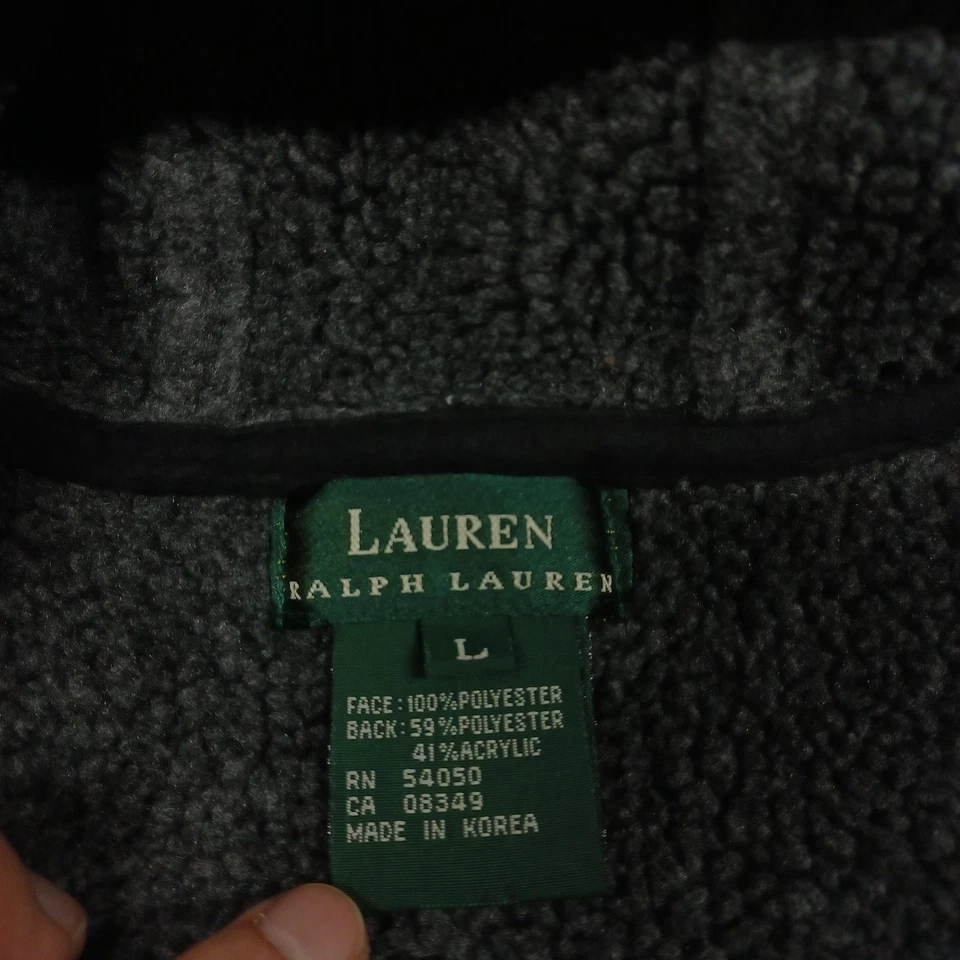 LAUREN
RALPH LAUREN
L
FACE:100%POLYESTER
BACK:59%POLYESTER
41%ACRYLIC
RN 54050
CA 08349
MADE IN KOREA